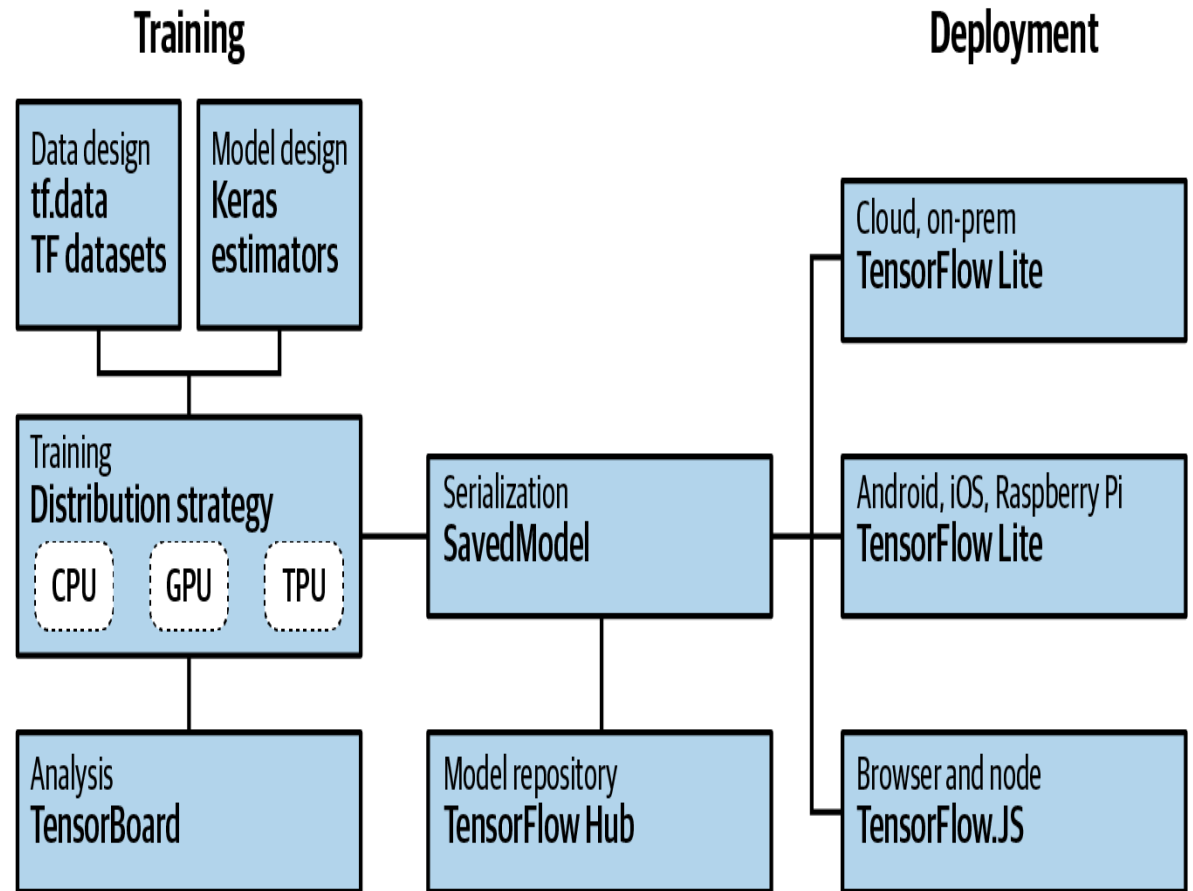 Training
Deployment
Data design
tf.data
TF datasets
Model design
Keras
estimators
Training
Distribution strategy
CPU
GPU
TPU
Analysis
TensorBoard
Serialization
SavedModel
Model repository
TensorFlow Hub
Cloud, on-prem
TensorFlow Lite
Android, iOS, Raspberry Pi
TensorFlow Lite
Browser and node
TensorFlow.JS